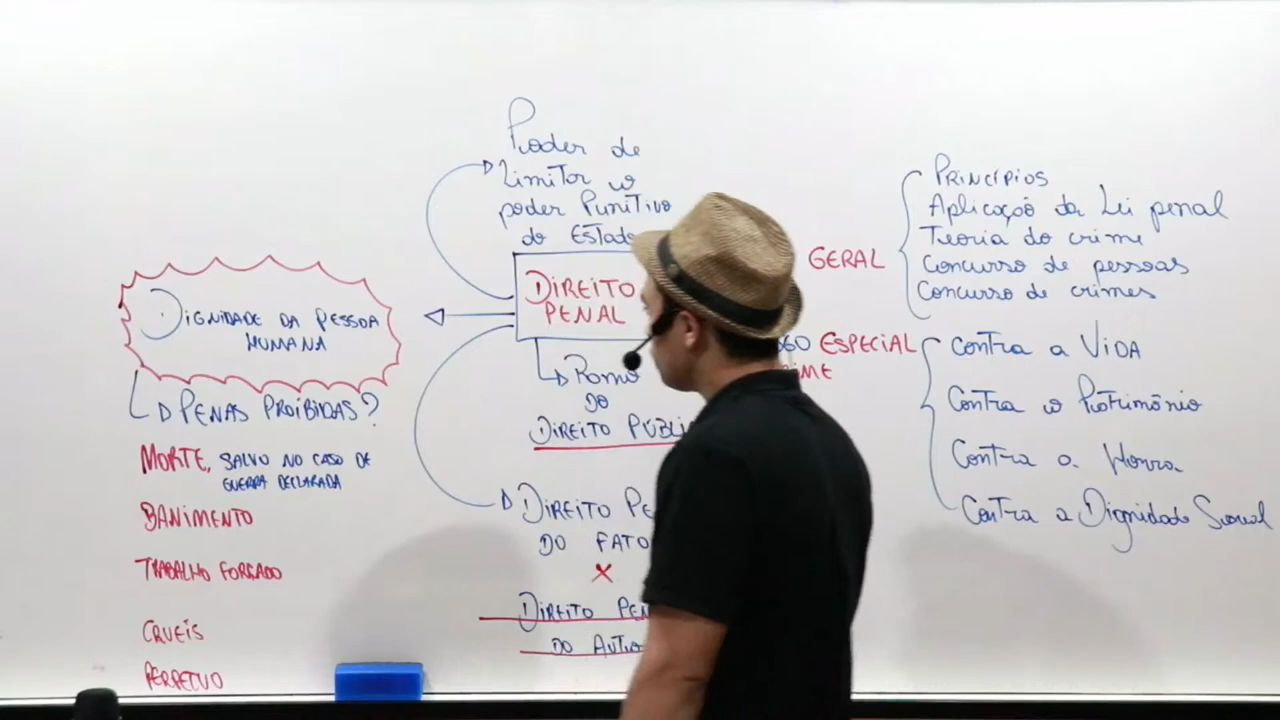 Poder de
Limitar o
poder Punitivo
do Estado
DIREITO
PENAL
Ramo
DO
DIREITO PÚBLI
DIREITO PE
DO FATO
X
DIREITO PEN
DO AUTO
DIGNIDADE DA PESSOA
HUMANA
PENAS PROIBIDAS?
MORTE, SALVO NO CASO DE
GUERRA DECLARADA
BANIMENTO
TRABALHO FORÇADO
CRUEIS
PERPETUO
GERAL
PRINCÍPIOS
Aplicação da Lei penal
Teoria do crime
Concurso de pessoas
Concurso de crimes
ESPECIAL
RIME
Contra a VIDA
Contra o Patrimônio
Contra a Honra
Contra a Dignidade Sexual